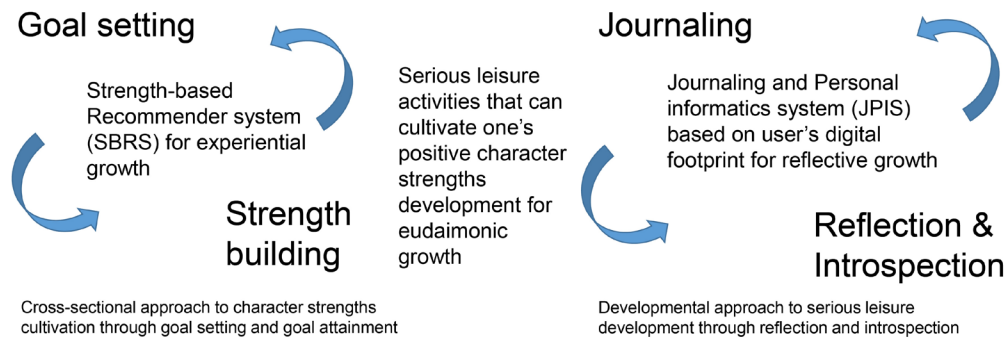 Goal setting
Strength-based
Recommender system
(SBRS) for experiential
growth
Strength
building
Cross-sectional approach to character strengths
cultivation through goal setting and goal attainment
Serious leisure
activities that can
cultivate one's
positive character
strengths
development for
eudaimonic
growth
Journaling
Journaling and Personal
informatics system (JPIS)
based on user's digital
footprint for reflective growth
Reflection &
Introspection
Developmental approach to serious leisure
development through reflection and introspection